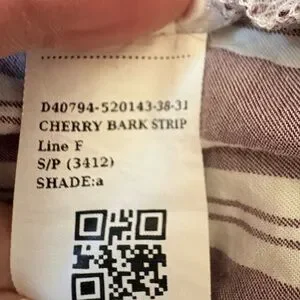 D40794-520143-38-31
CHERRY BARK STRIP
Line F
S/P (3412)
SHADE:a